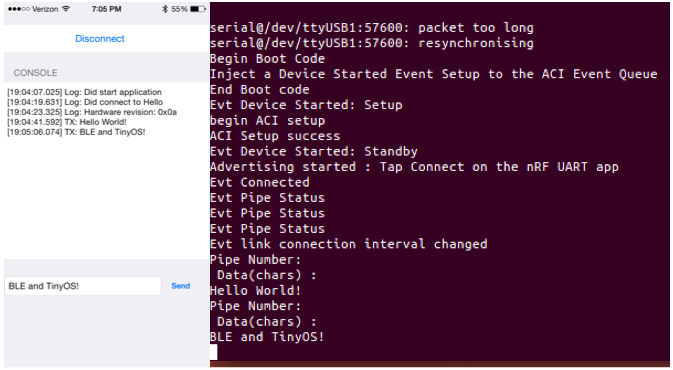 Verizon 7:05 PM 55%
Disconnect
CONSOLE
[19:04:07.025] Log: Did start application
[19:04:19.631] Log: Did connect to Hello
[19:04:23.325] Log: Hardware revision: 0x0a
[19:04:41.592] TX: Hello World!
[19:05:06.074] TX: BLE and TinyOS!
BLE and TinyOS! Send
serial@/dev/ttyUSB1:57600: packet too long
serial@/dev/ttyUSB1:57600: resynchronising
Begin Boot Code
Inject a Device Started Event Setup to the ACI Event Queue
End Boot code
Evt Device Started: Setup
begin ACI setup
ACI Setup success
Evt Device Started: Standby
Advertising started : Tap Connect on the nRF UART app
Evt Connected
Evt Pipe Status
Evt Pipe Status
Evt Pipe Status
Evt link connection interval changed
Pipe Number:
Data(chars) :
Hello World!
Pipe Number:
Data(chars) :
BLE and TinyOS!